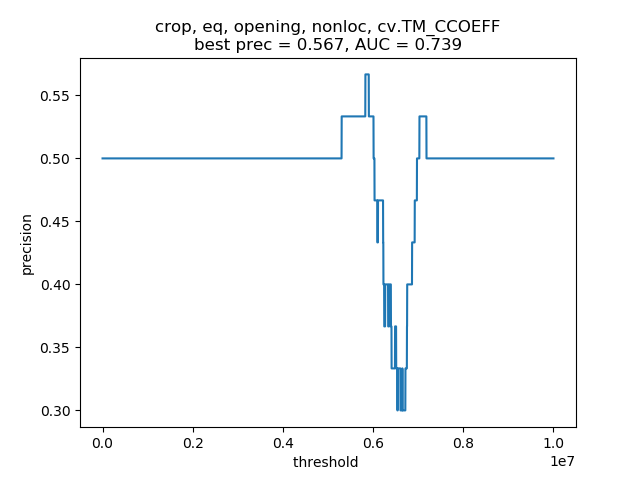 crop, eq, opening, nonloc, cv.TM_CCOEFF
best prec = 0.567, AUC = 0.739
0.55
0.50
0.45
0.40
0.35
0.30
precision
0.0
0.2
0.4
0.6
0.8
1.0
1e7
threshold